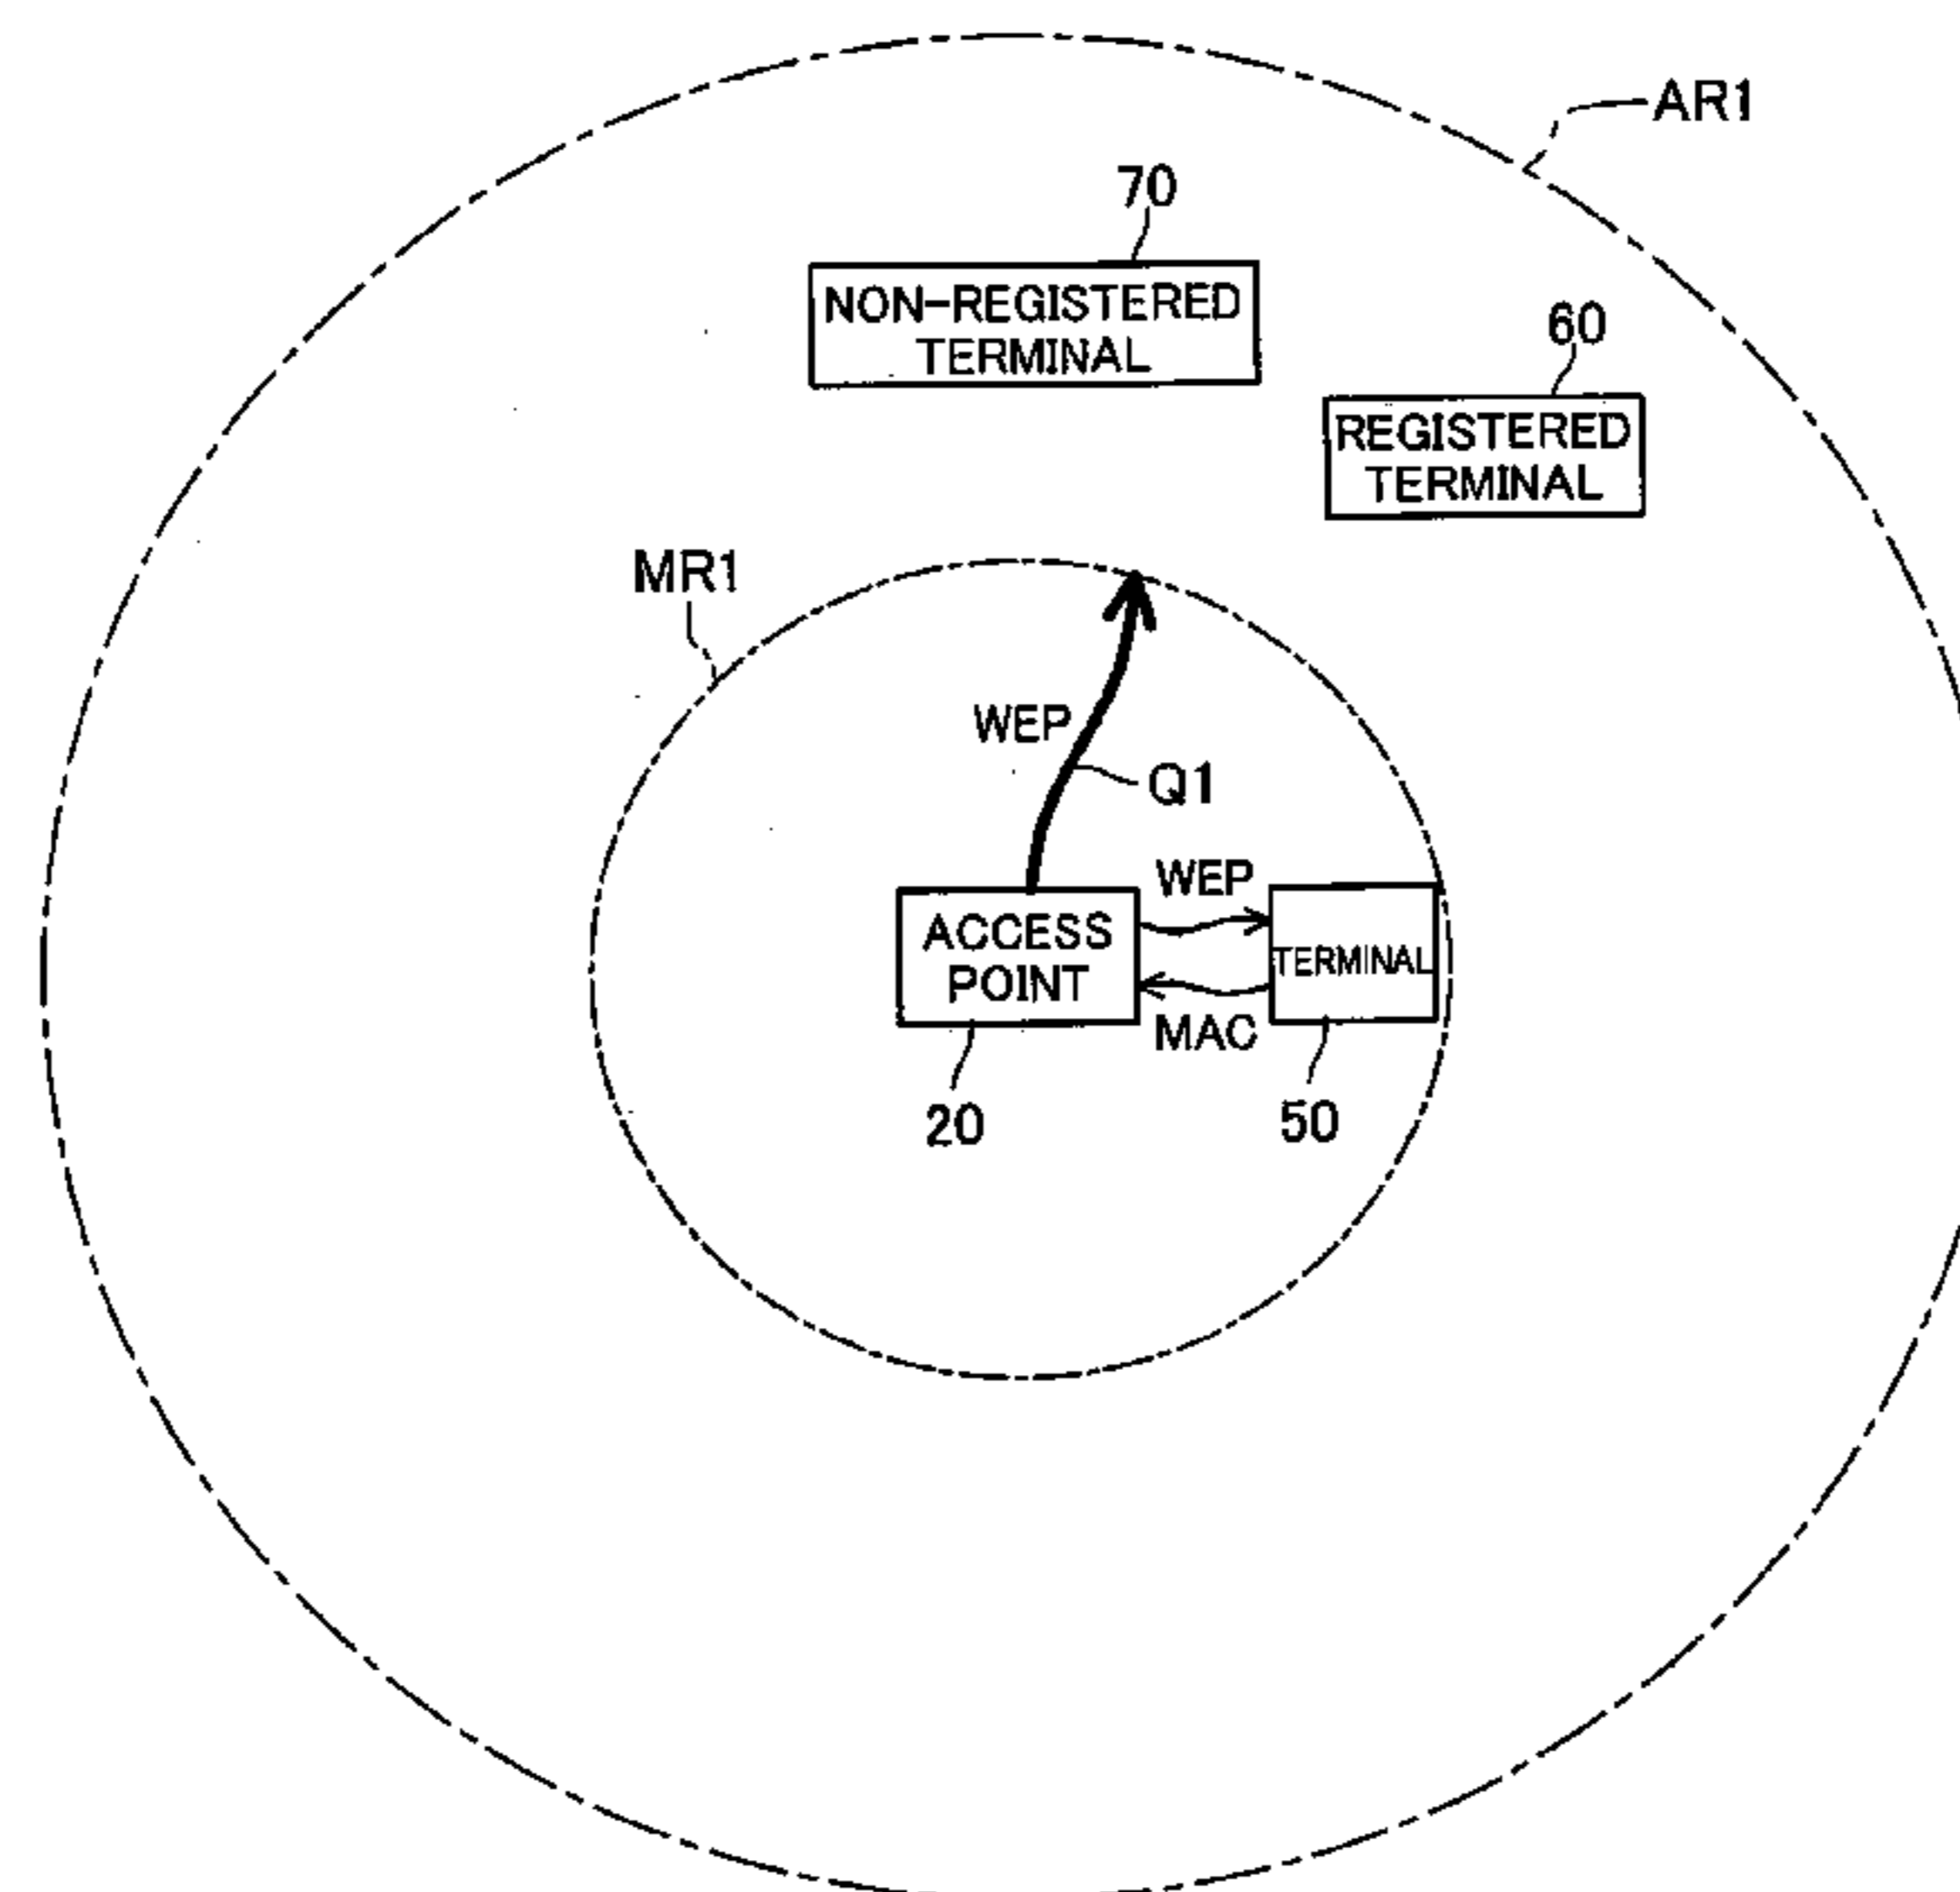 AR1
70
NON-REGISTERED
TERMINAL
60
REGISTERED
TERMINAL
MR1
WEP
Q1
WEP
ACCESS
POINT
TERMINAL
MAC
20
50